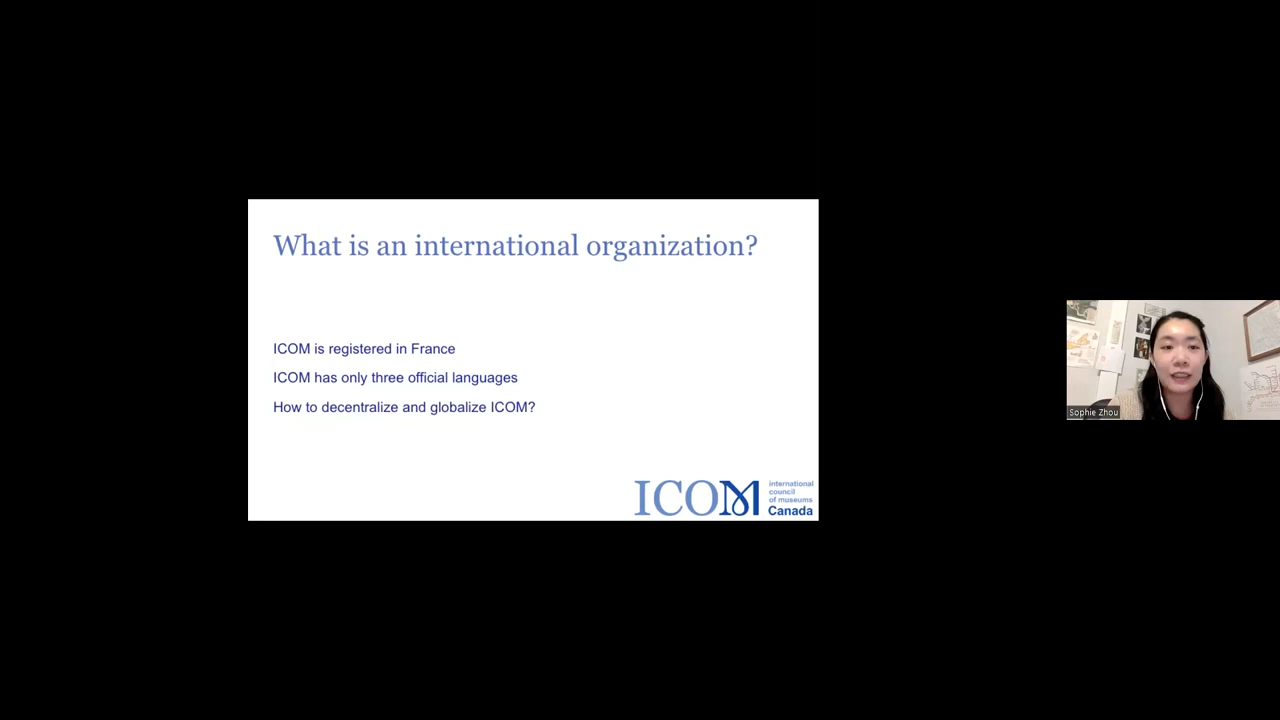 What is an international organization?
ICOM is registered in France
ICOM has only three official languages
How to decentralize and globalize ICOM?
ICOM
international
council
of museums
Canada
Sophie Zhou